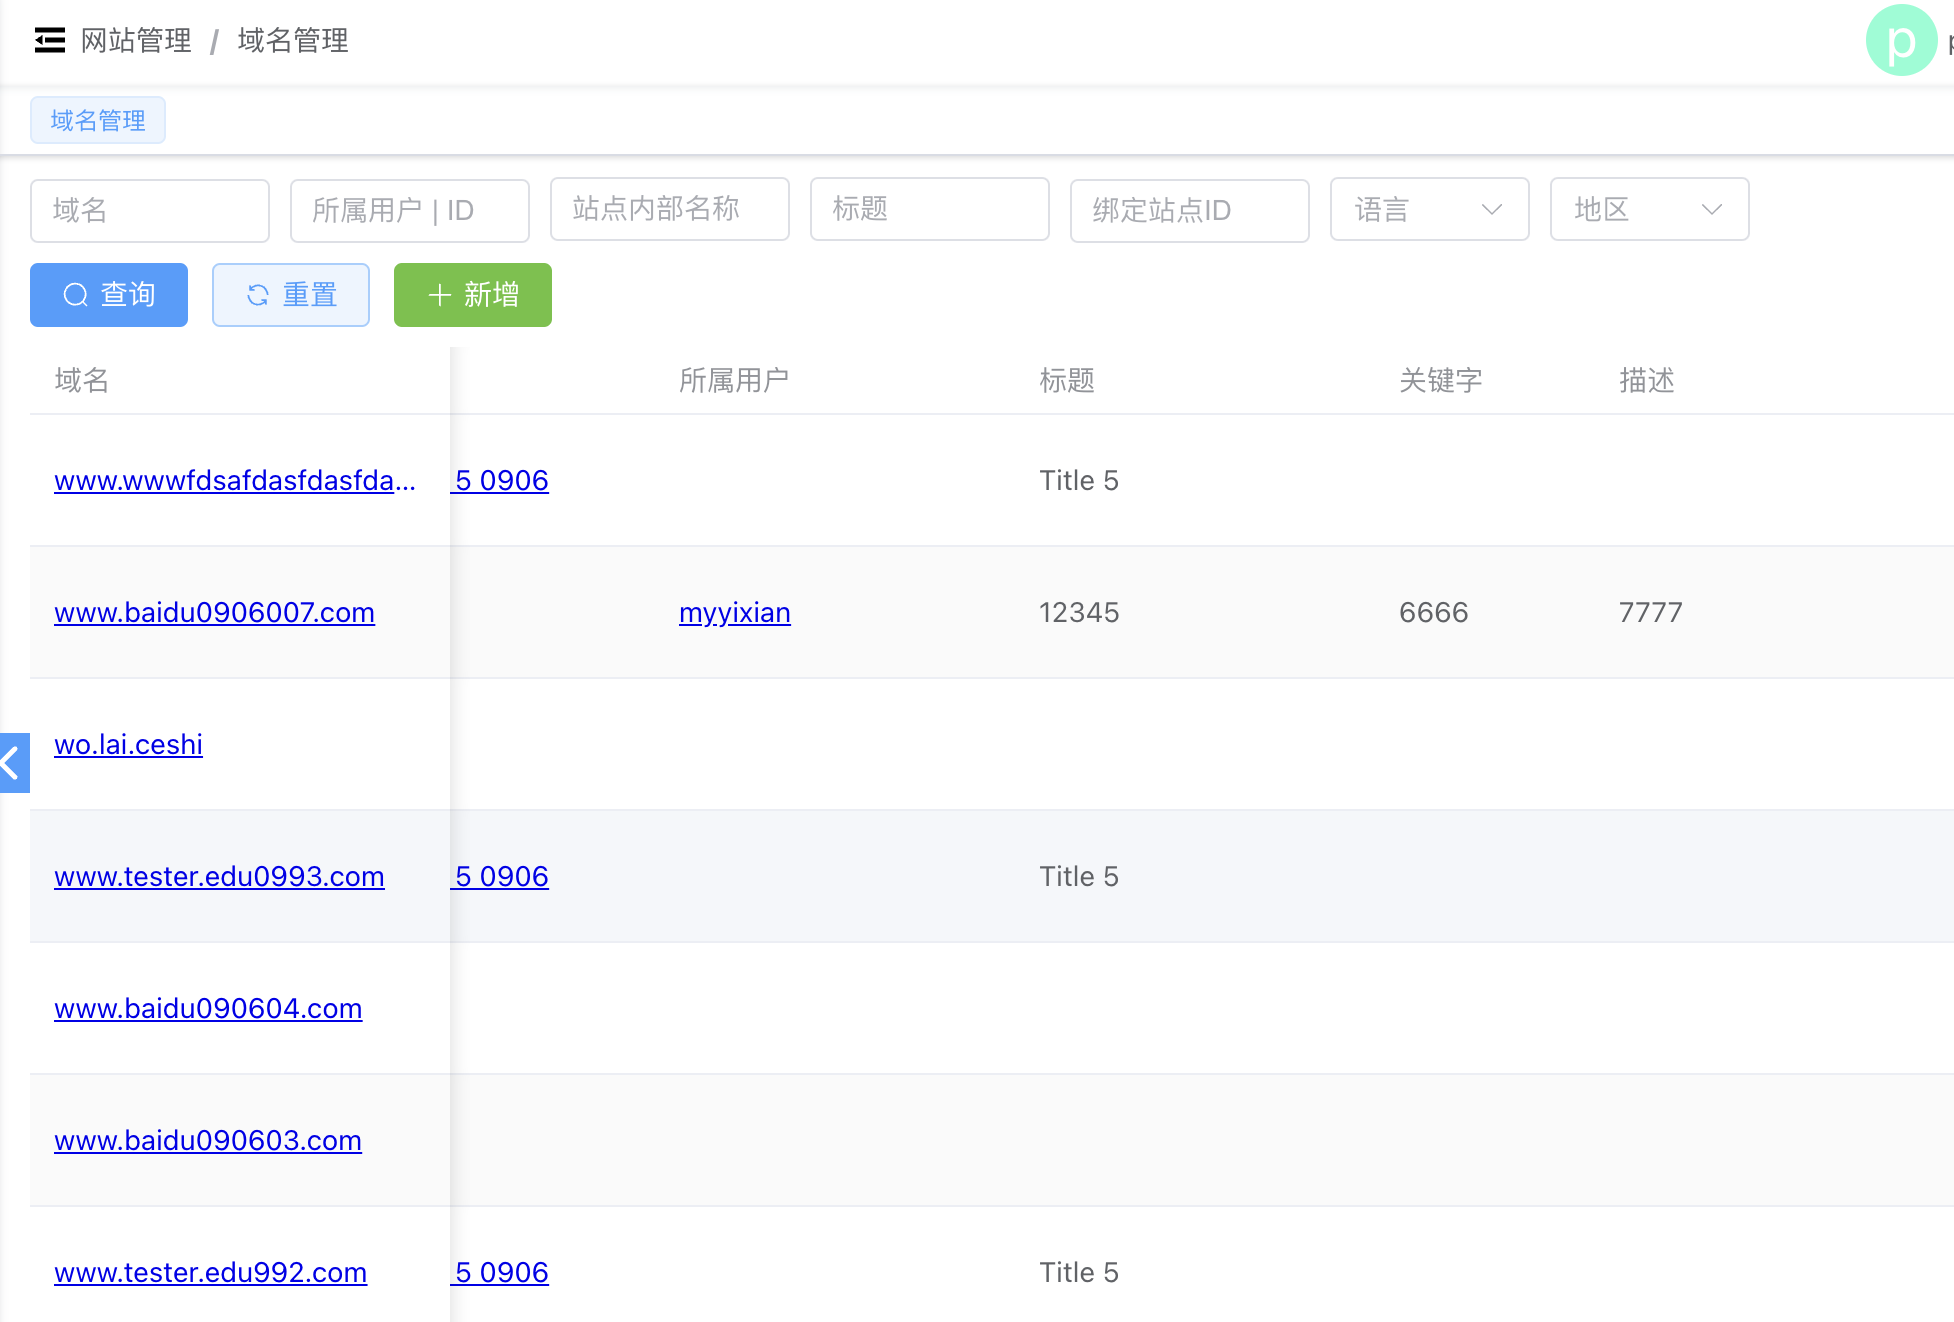 网站管理 / 域名管理
p
域名管理
域名 所属用户 | ID 站点内部名称 标题 绑定站点ID 语言 地区
查询 重置 新增
域名 所属用户 标题 关键字 描述
www.wwwfdsafdasfdasfda... 5 0906 Title 5
www.baidu0906007.com myyixian 12345 6666 7777
wo.lai.ceshi
www.tester.edu0993.com 5 0906 Title 5
www.baidu090604.com
www.baidu090603.com
www.tester.edu992.com 5 0906 Title 5